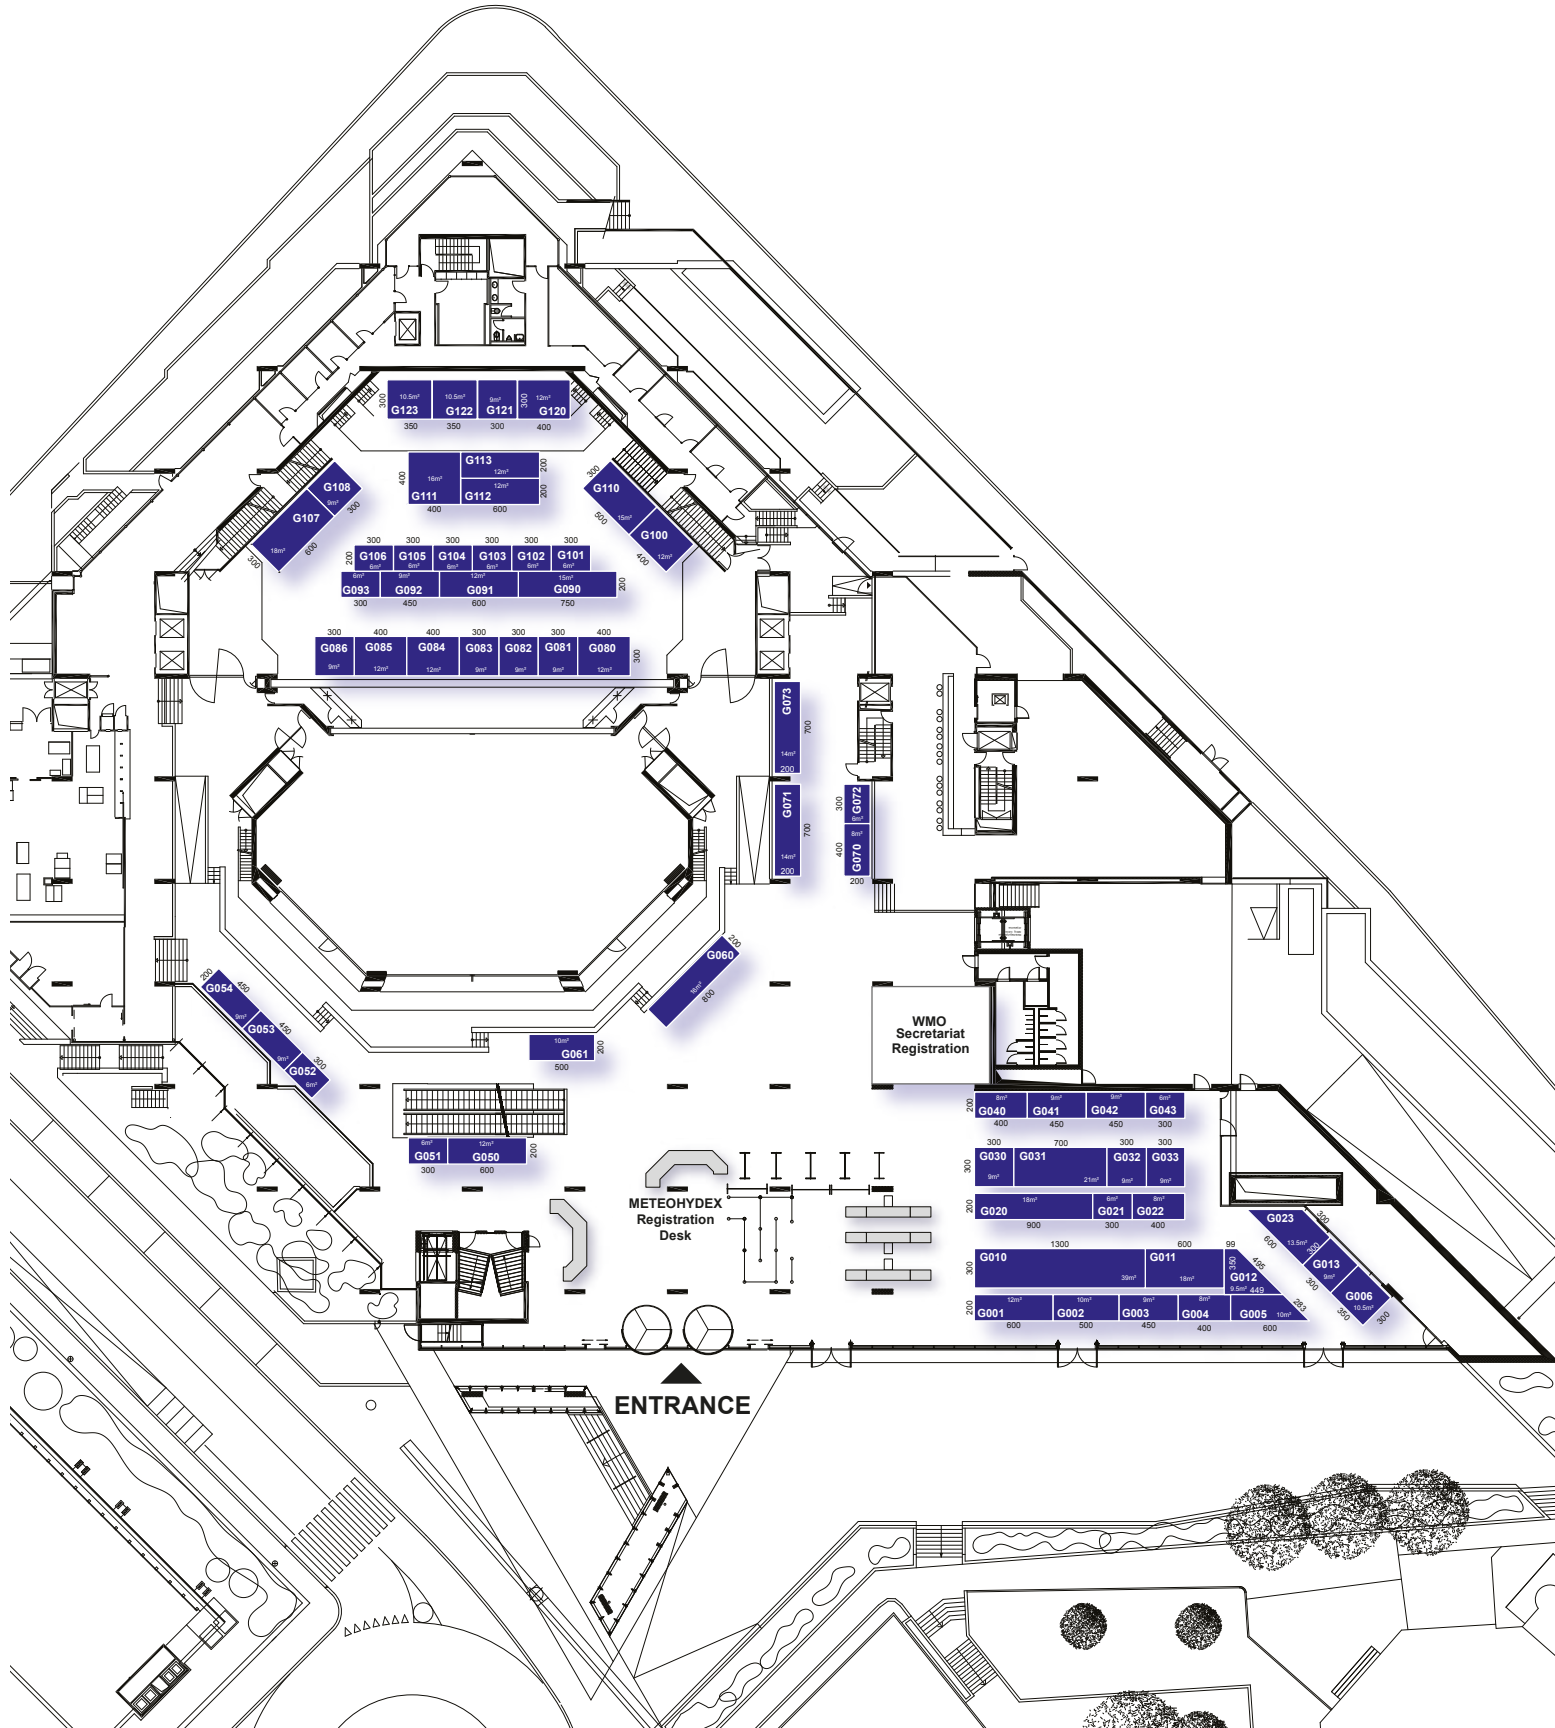 10.5m²
10.5m²
9m²
12m²
300
300
G123
G122
G121
G120
350
350
300
400
G113
12m²
200
400
16m²
12m²
200
G111
G112
400
600
G108
9m²
300
G107
18m²
600
300
300
G110
15m²
500
G100
400
12m²
300
300
300
300
300
300
200
G106
G105
G104
G103
G102
G101
6m²
6m²
6m²
6m²
6m²
6m²
6m²
9m²
12m²
15m²
G093
G092
G091
G090
200
300
450
600
750
300
400
400
300
300
300
400
G086
G085
G084
G083
G082
G081
G080
300
9m²
12m²
12m²
9m²
9m²
9m²
12m²
G073
700
14m²
200
G071
700
14m²
200
300
G072
6m²
8m²
400
G070
200
200
G060
16m²
800
200
G054
450
9m²
G053
450
9m²
G052
300
6m²
10m²
G061
200
500
WMO
Secretariat
Registration
6m²
12m²
G051
G050
200
300
600
METEOHYDEX
Registration
Desk
8m²
9m²
9m²
6m²
200
G040
G041
G042
G043
400
450
450
300
300
700
300
300
300
G030
G031
G032
G033
9m²
21m²
9m²
9m²
18m²
6m²
8m²
200
G020
G021
G022
900
300
400
G023
300
600
13.5m²
300
G013
9m²
300
G006
10.5m²
350
300
1300
600
99
300
G010
G011
350
495
39m²
18m²
G012
9.5m²
449
12m²
10m²
9m²
8m²
283
200
G001
G002
G003
G004
G005
10m²
600
500
450
400
600
ENTRANCE